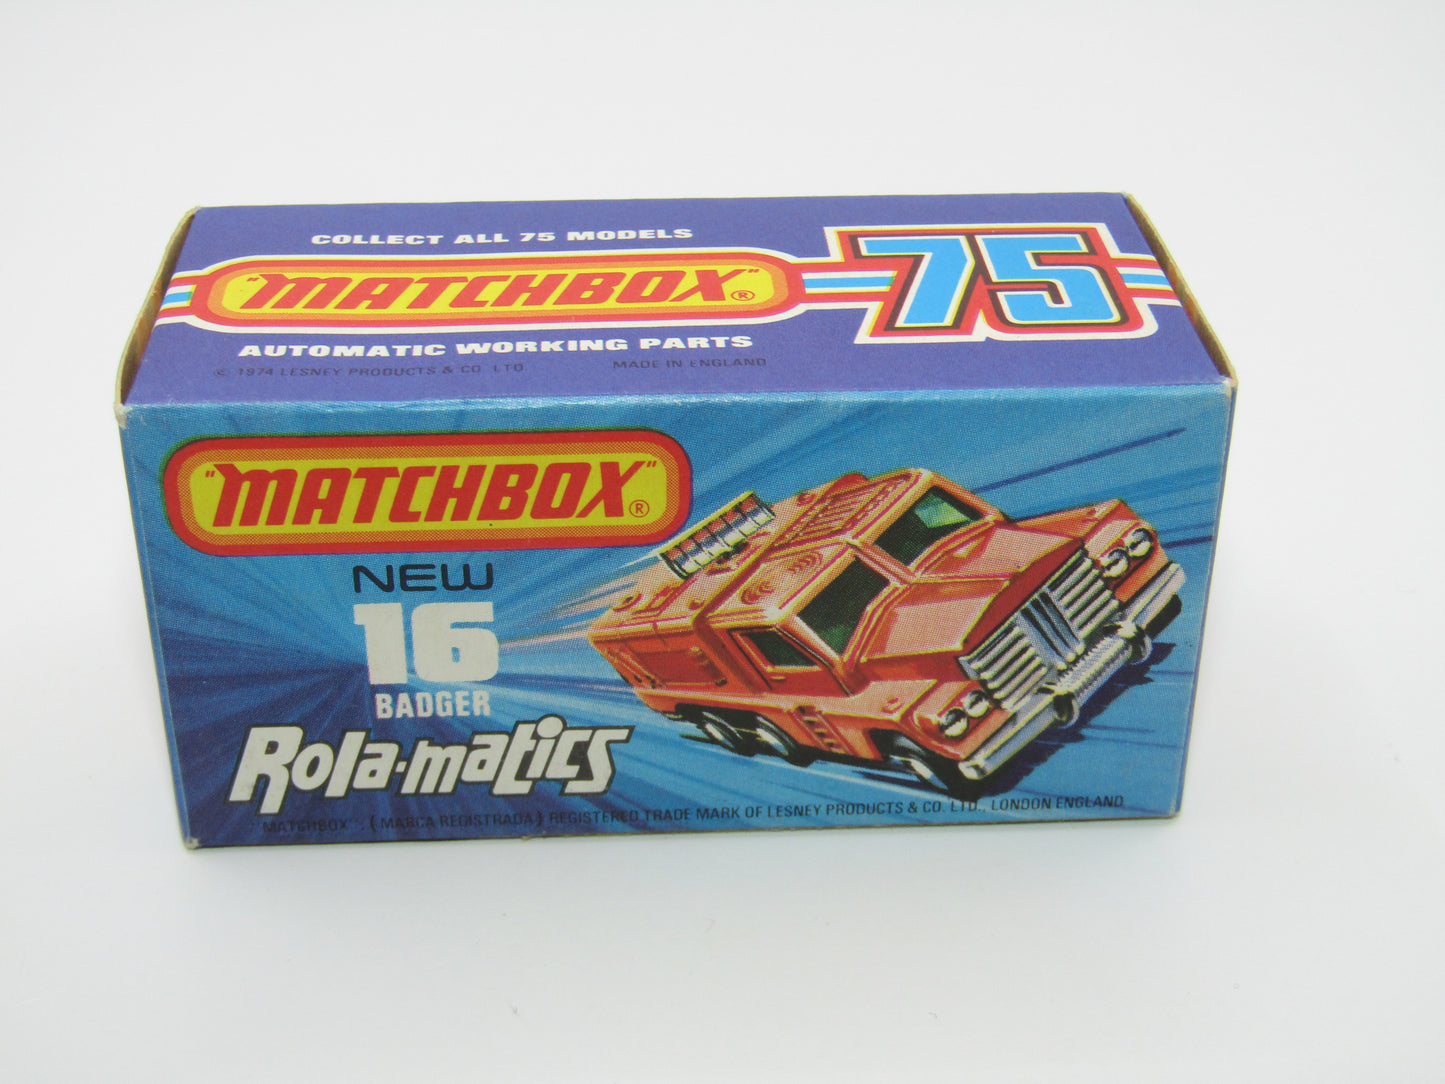 COLLECT ALL 75 MODELS
"MATCHBOX"®
75
AUTOMATIC WORKING PARTS
© 1974 LESNEY PRODUCTS & CO LTD MADE IN ENGLAND
"MATCHBOX"®
NEW
16
BADGER
Rola-matics
MATCHBOX (MARCA REGISTRADA) REGISTERED TRADE MARK OF LESNEY PRODUCTS & CO. LTD., LONDON ENGLAND